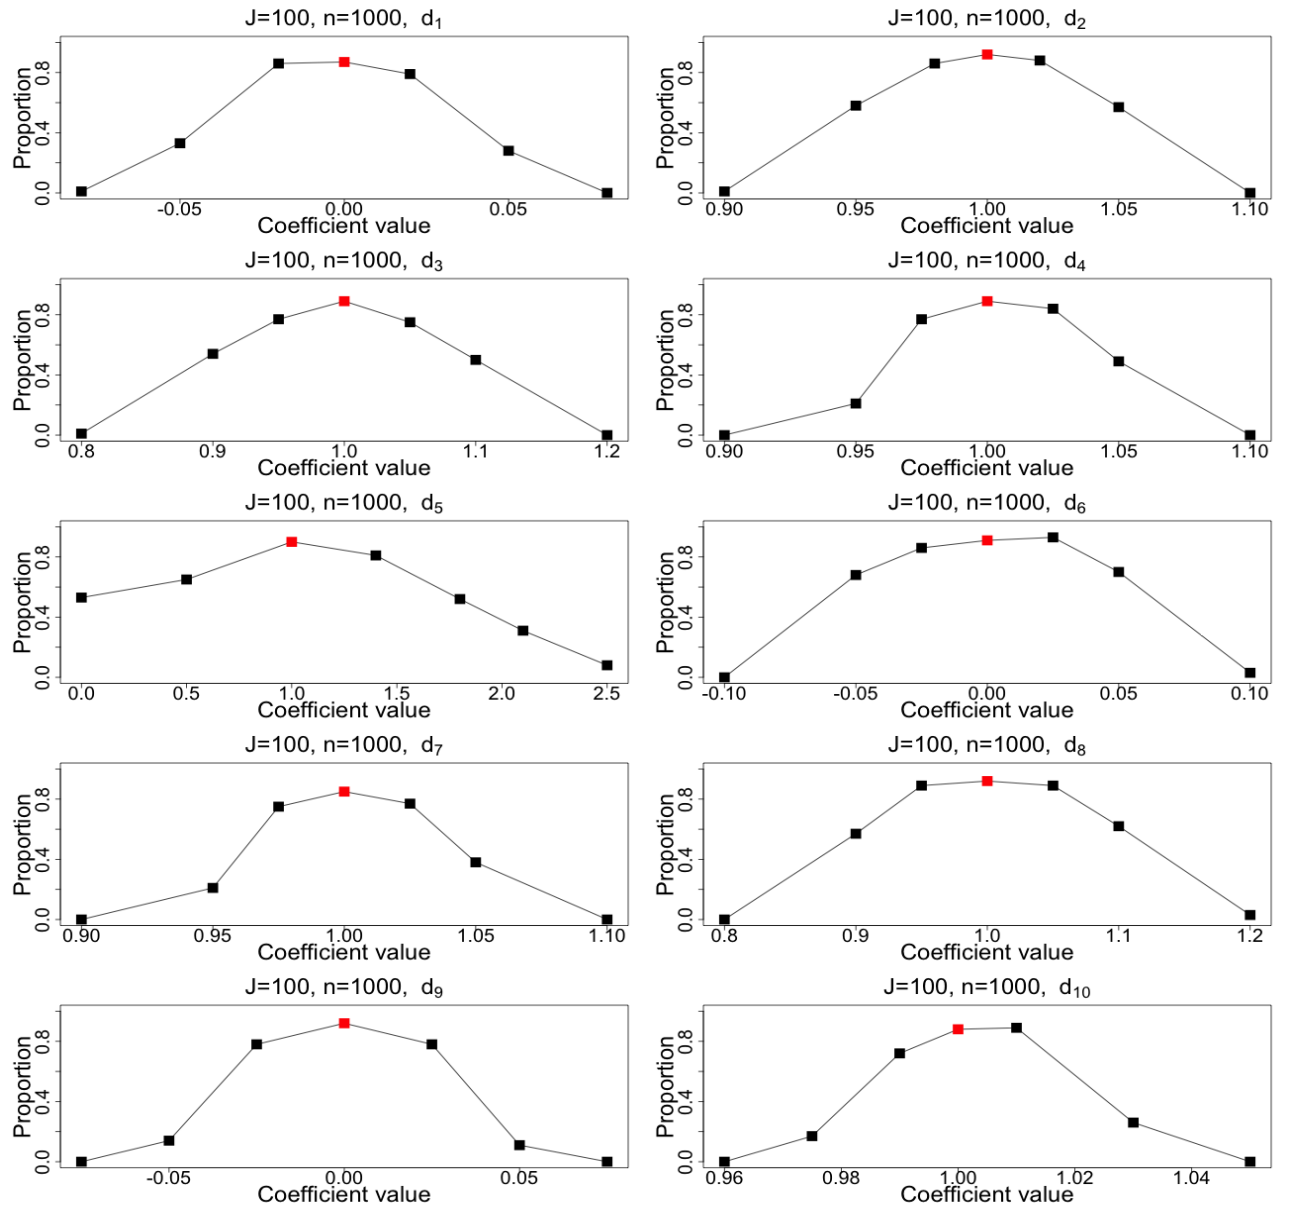 J=100, n=1000, d₁
Proportion
0.0 0.4 0.8
-0.05 0.00 0.05
Coefficient value
J=100, n=1000, d₂
Proportion
0.0 0.4 0.8
0.90 0.95 1.00 1.05 1.10
Coefficient value
J=100, n=1000, d₃
Proportion
0.0 0.4 0.8
0.8 0.9 1.0 1.1 1.2
Coefficient value
J=100, n=1000, d₄
Proportion
0.0 0.4 0.8
0.90 0.95 1.00 1.05 1.10
Coefficient value
J=100, n=1000, d₅
Proportion
0.0 0.4 0.8
0.0 0.5 1.0 1.5 2.0 2.5
Coefficient value
J=100, n=1000, d₆
Proportion
0.0 0.4 0.8
-0.10 -0.05 0.00 0.05 0.10
Coefficient value
J=100, n=1000, d₇
Proportion
0.0 0.4 0.8
0.90 0.95 1.00 1.05 1.10
Coefficient value
J=100, n=1000, d₈
Proportion
0.0 0.4 0.8
0.8 0.9 1.0 1.1 1.2
Coefficient value
J=100, n=1000, d₉
Proportion
0.0 0.4 0.8
-0.05 0.00 0.05
Coefficient value
J=100, n=1000, d₁₀
Proportion
0.0 0.4 0.8
0.96 0.98 1.00 1.02 1.04
Coefficient value